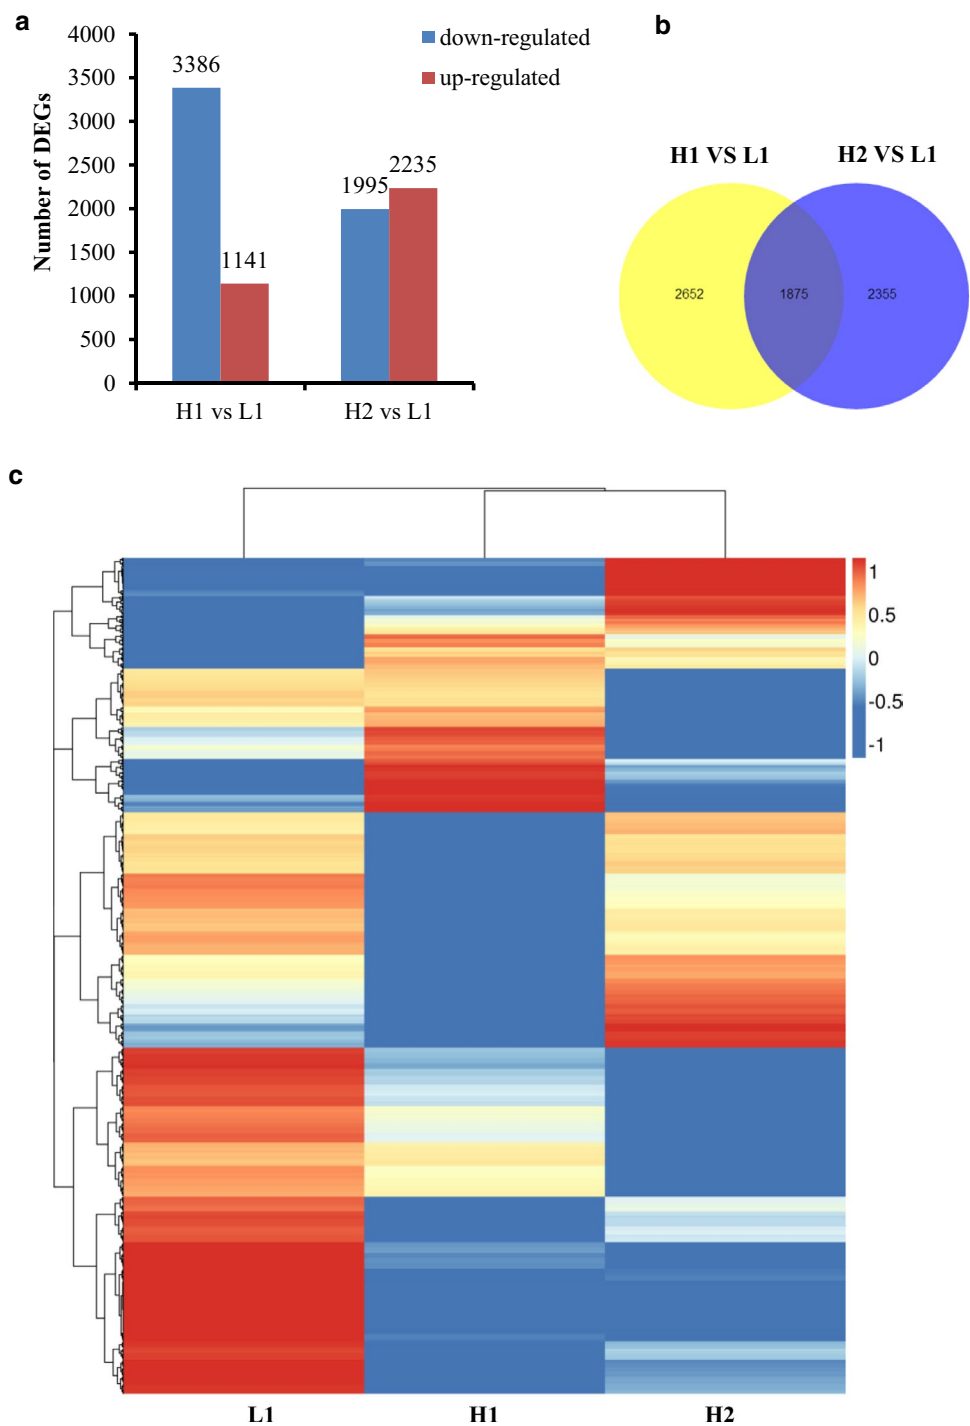 a
Number of DEGs
4000
3500
3000
2500
2000
1500
1000
500
0
3386
1141
1995
2235
H1 vs L1
H2 vs L1
down-regulated
up-regulated
b
H1 VS L1
H2 VS L1
2652
1875
2355
c
1
0.5
0
-0.5
-1
L1
H1
H2